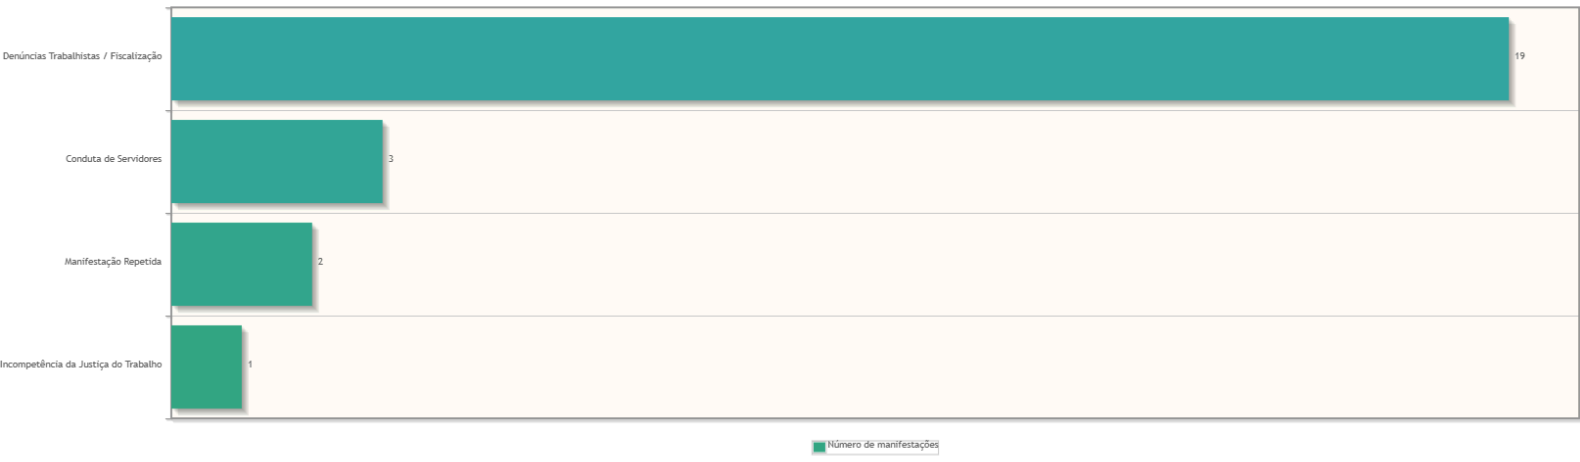 Denúncias Trabalhistas / Fiscalização
19
Conduta de Servidores
3
Manifestação Repetida
2
Incompetência da Justiça do Trabalho
1
Número de manifestações